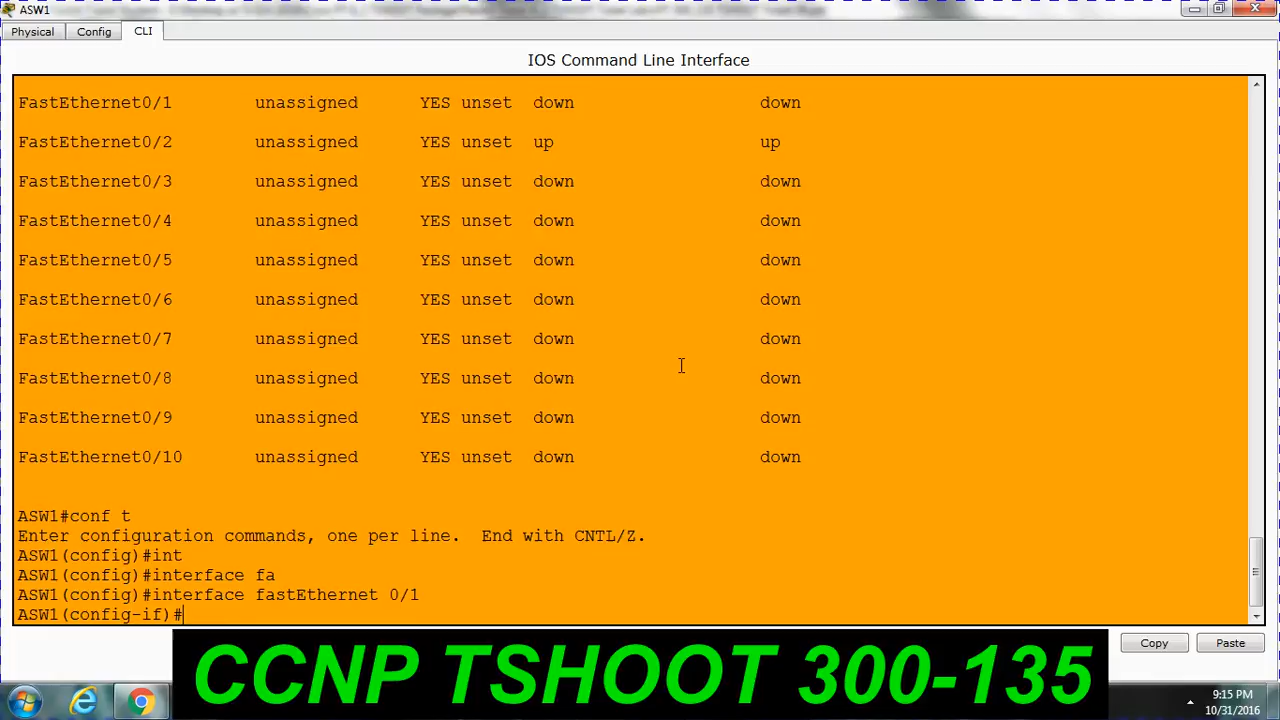 ASW1
Physical Config CLI
IOS Command Line Interface
FastEthernet0/1 unassigned YES unset down down
FastEthernet0/2 unassigned YES unset up up
FastEthernet0/3 unassigned YES unset down down
FastEthernet0/4 unassigned YES unset down down
FastEthernet0/5 unassigned YES unset down down
FastEthernet0/6 unassigned YES unset down down
FastEthernet0/7 unassigned YES unset down down
FastEthernet0/8 unassigned YES unset down down
FastEthernet0/9 unassigned YES unset down down
FastEthernet0/10 unassigned YES unset down down
ASW1#conf t
Enter configuration commands, one per line. End with CNTL/Z.
ASW1(config)#int
ASW1(config)#interface fa
ASW1(config)#interface fastEthernet 0/1
ASW1(config-if)#
Copy Paste
CCNP TSHOOT 300-135
9:15 PM
10/31/2016